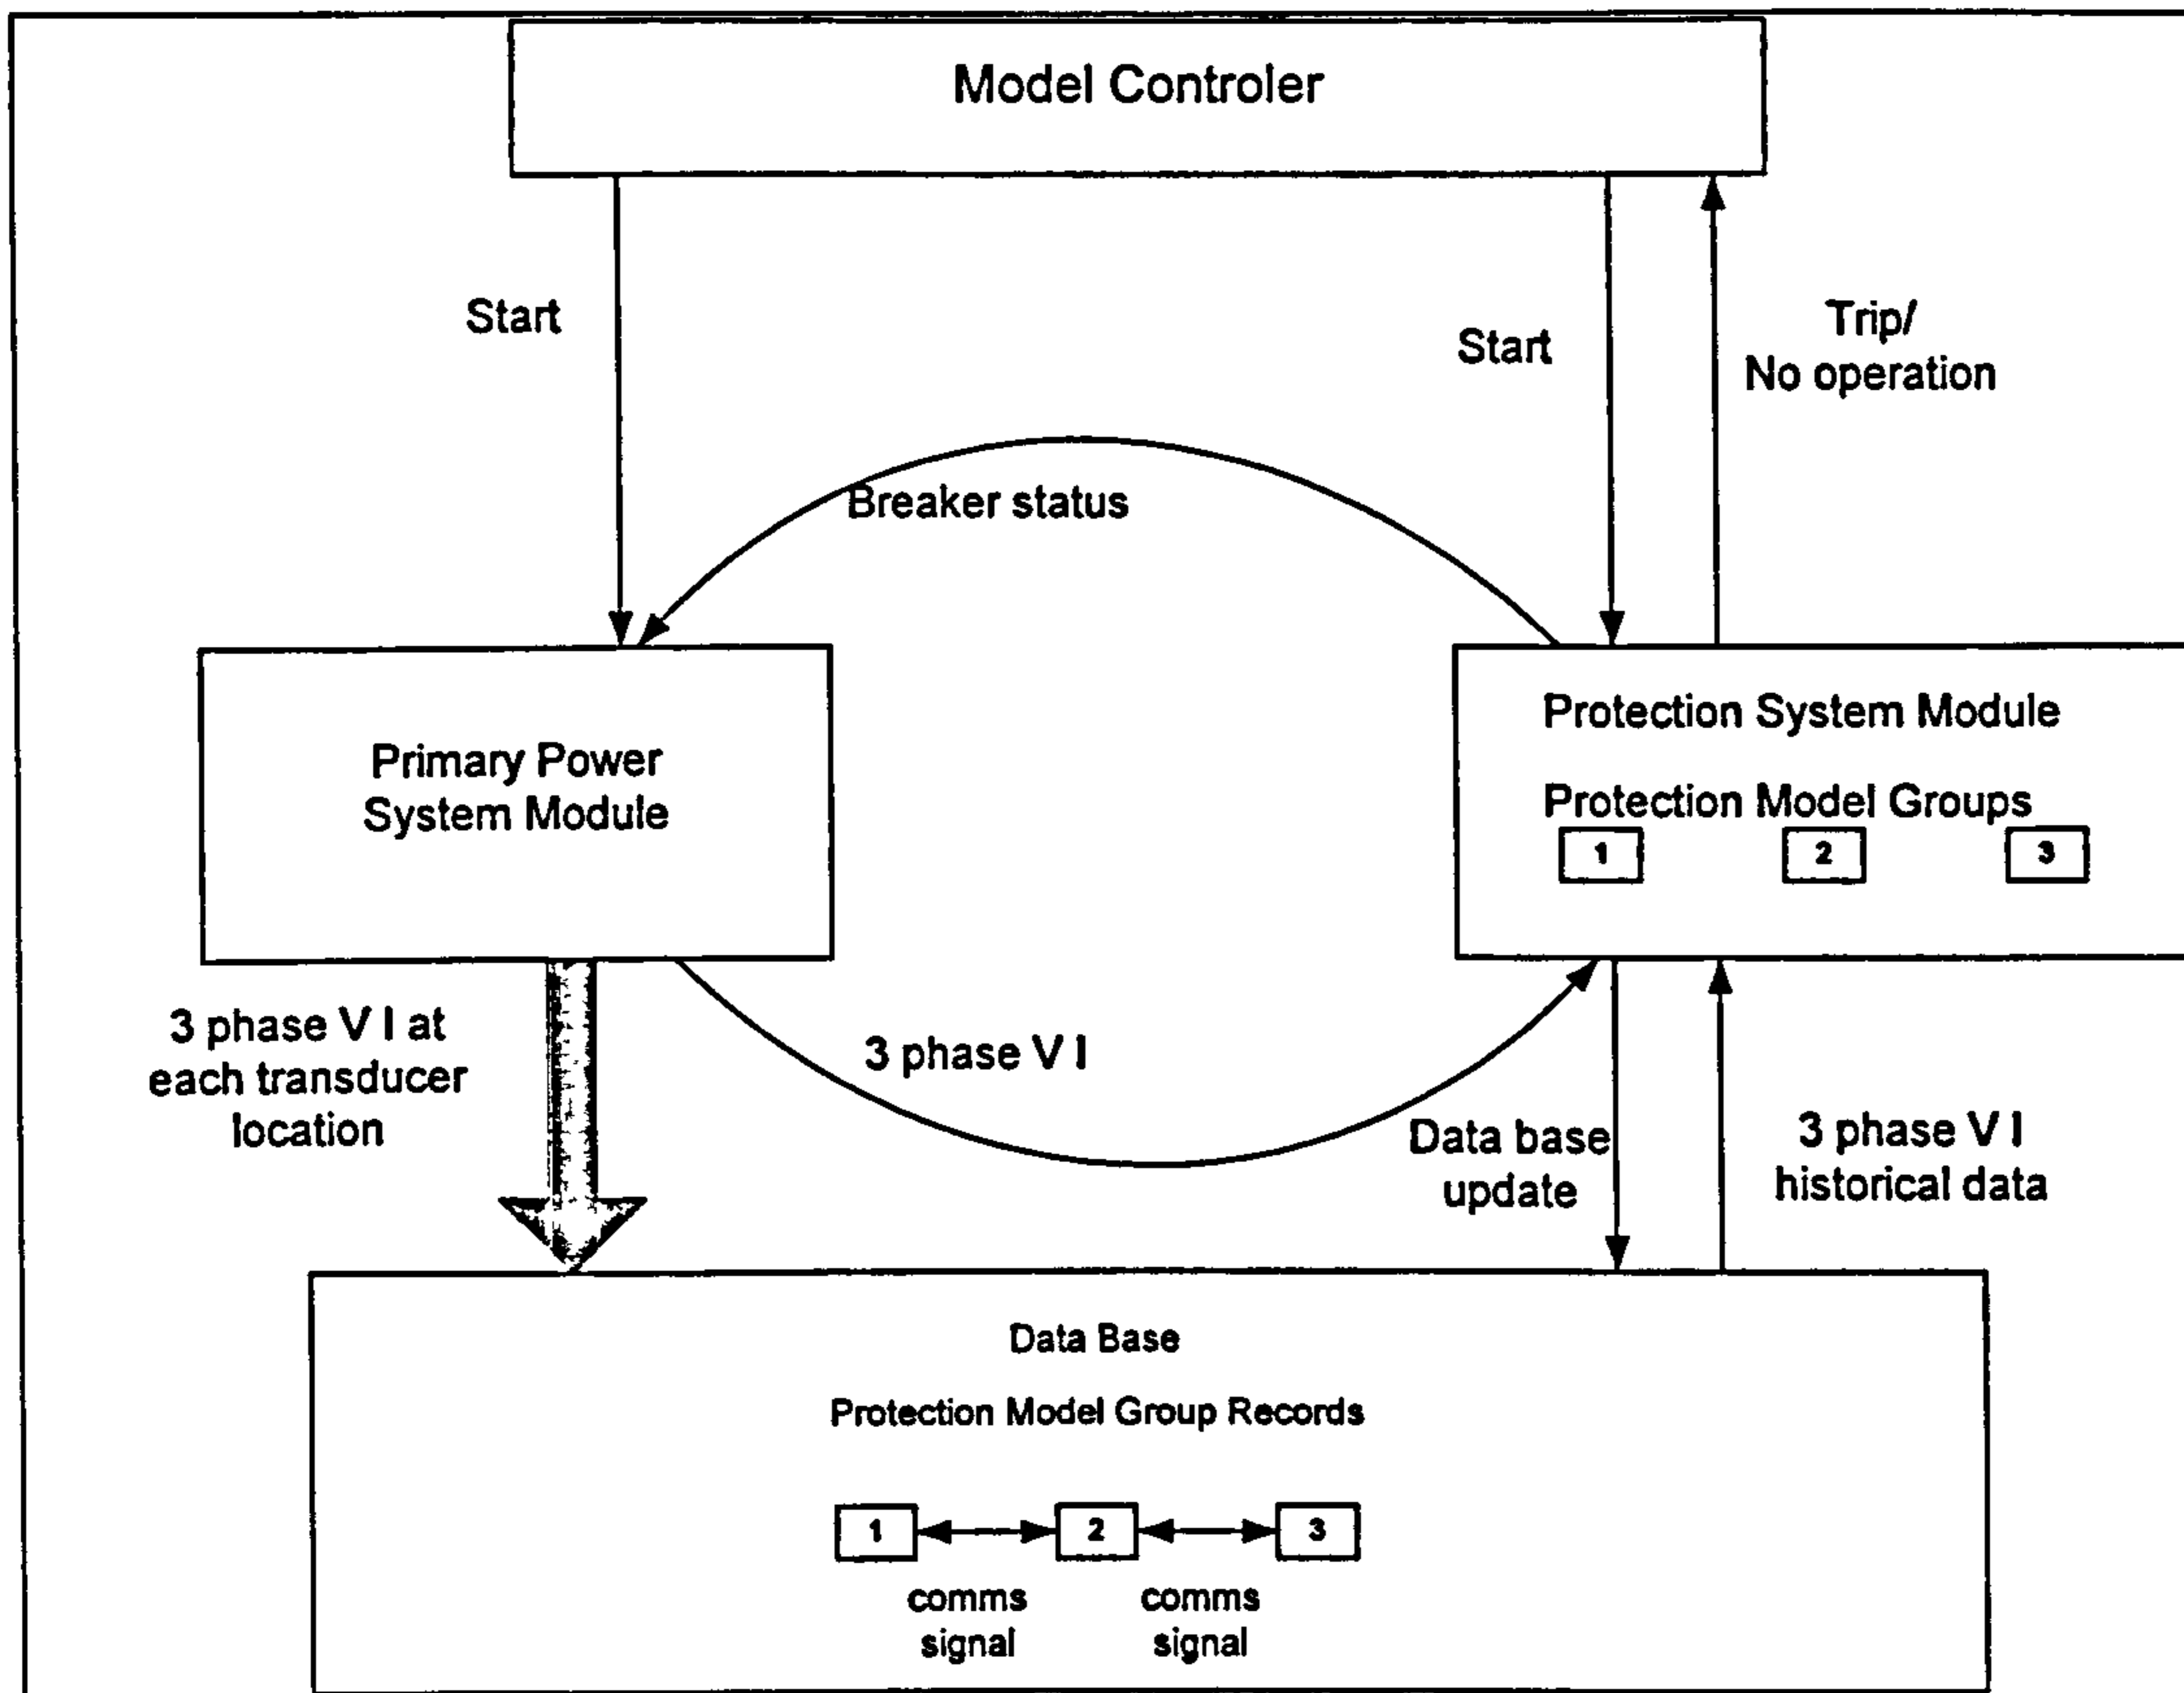 Model Controler
Start
Start
Trip/
No operation
Breaker status
Primary Power
System Module
Protection System Module
Protection Model Groups
1
2
3
3 phase V I at
each transducer
location
3 phase V I
Data base
update
3 phase V I
historical data
Data Base
Protection Model Group Records
1
2
3
comms
signal
comms
signal